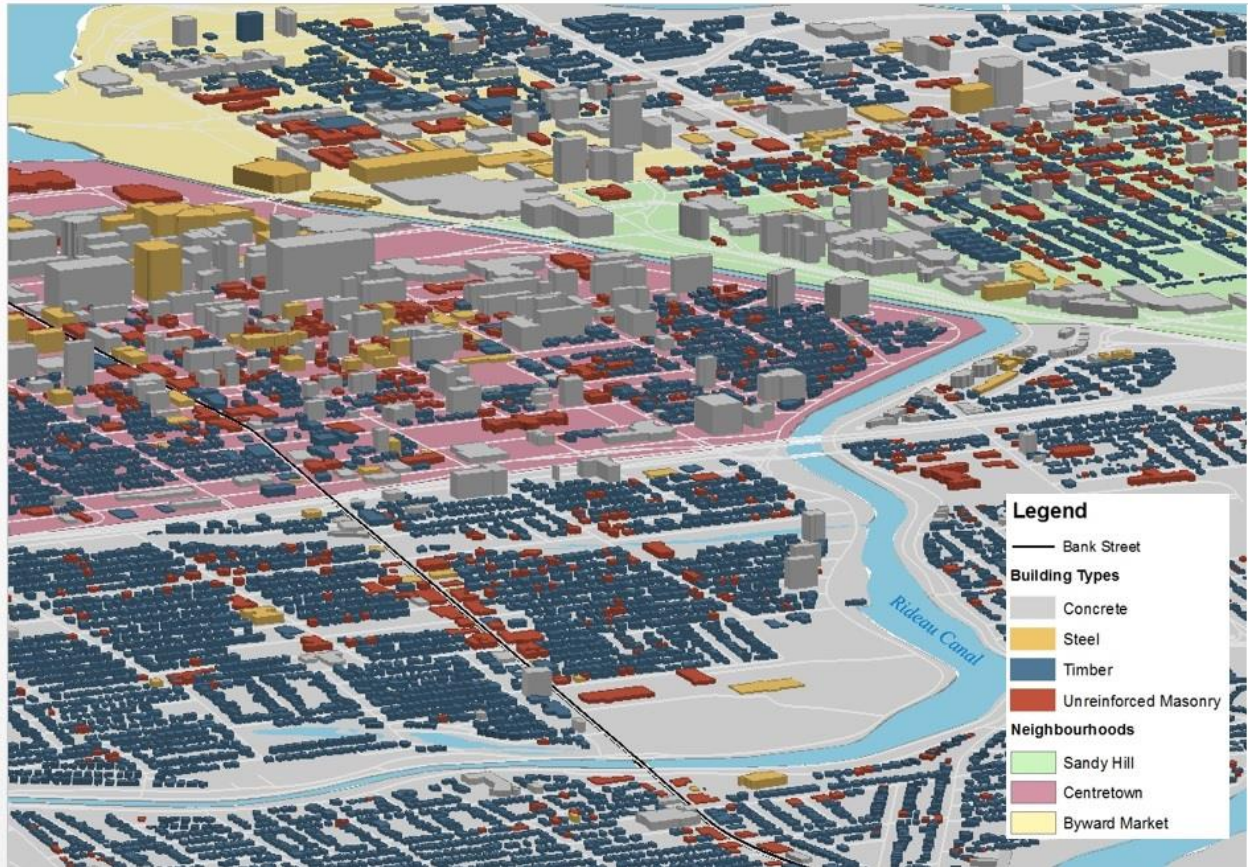 Legend
Bank Street
Building Types
Concrete
Steel
Timber
Unreinforced Masonry
Neighbourhoods
Sandy Hill
Centretown
Byward Market
Rideau Canal